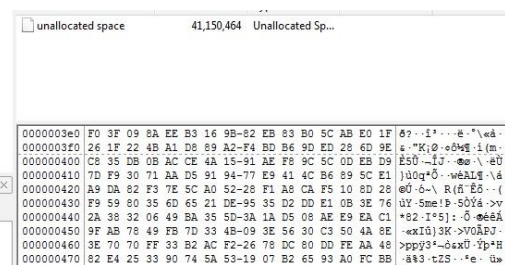 unallocated space 41,150,464 Unallocated Sp...
0000003e0 F0 3F 09 8A EE B3 16 9B-82 EB 83 B0 5C AB E0 1F
0000003f0 26 1F 22 4B A1 D8 89 A2-F4 BD B6 9D ED 28 6D 9E
000000400 C8 35 DB 0B AC CE 4A 15-91 AE F8 9C 5C 0D EB D9
000000410 7D F9 30 71 AA D5 91 94-77 E9 41 4C B6 89 5C E1
000000420 A9 DA 82 F3 7E 5C A0 52-28 F1 A8 CA F5 10 8D 28
000000430 F9 59 80 35 6D 65 21 DE-95 35 D2 DD E1 0B 3E 76
000000440 2A 38 32 06 49 BA 35 5D-3A 1A D5 08 AE E9 EA C1
000000450 9F AB 78 49 FB 7D 33 4B-09 3E 56 30 C3 50 4A 8E
000000460 3E 70 70 FF 33 B2 AC F2-26 78 DC 80 DD FE AA 48
000000470 82 E4 25 33 90 74 5A 53-19 07 B2 65 93 A0 FC BB